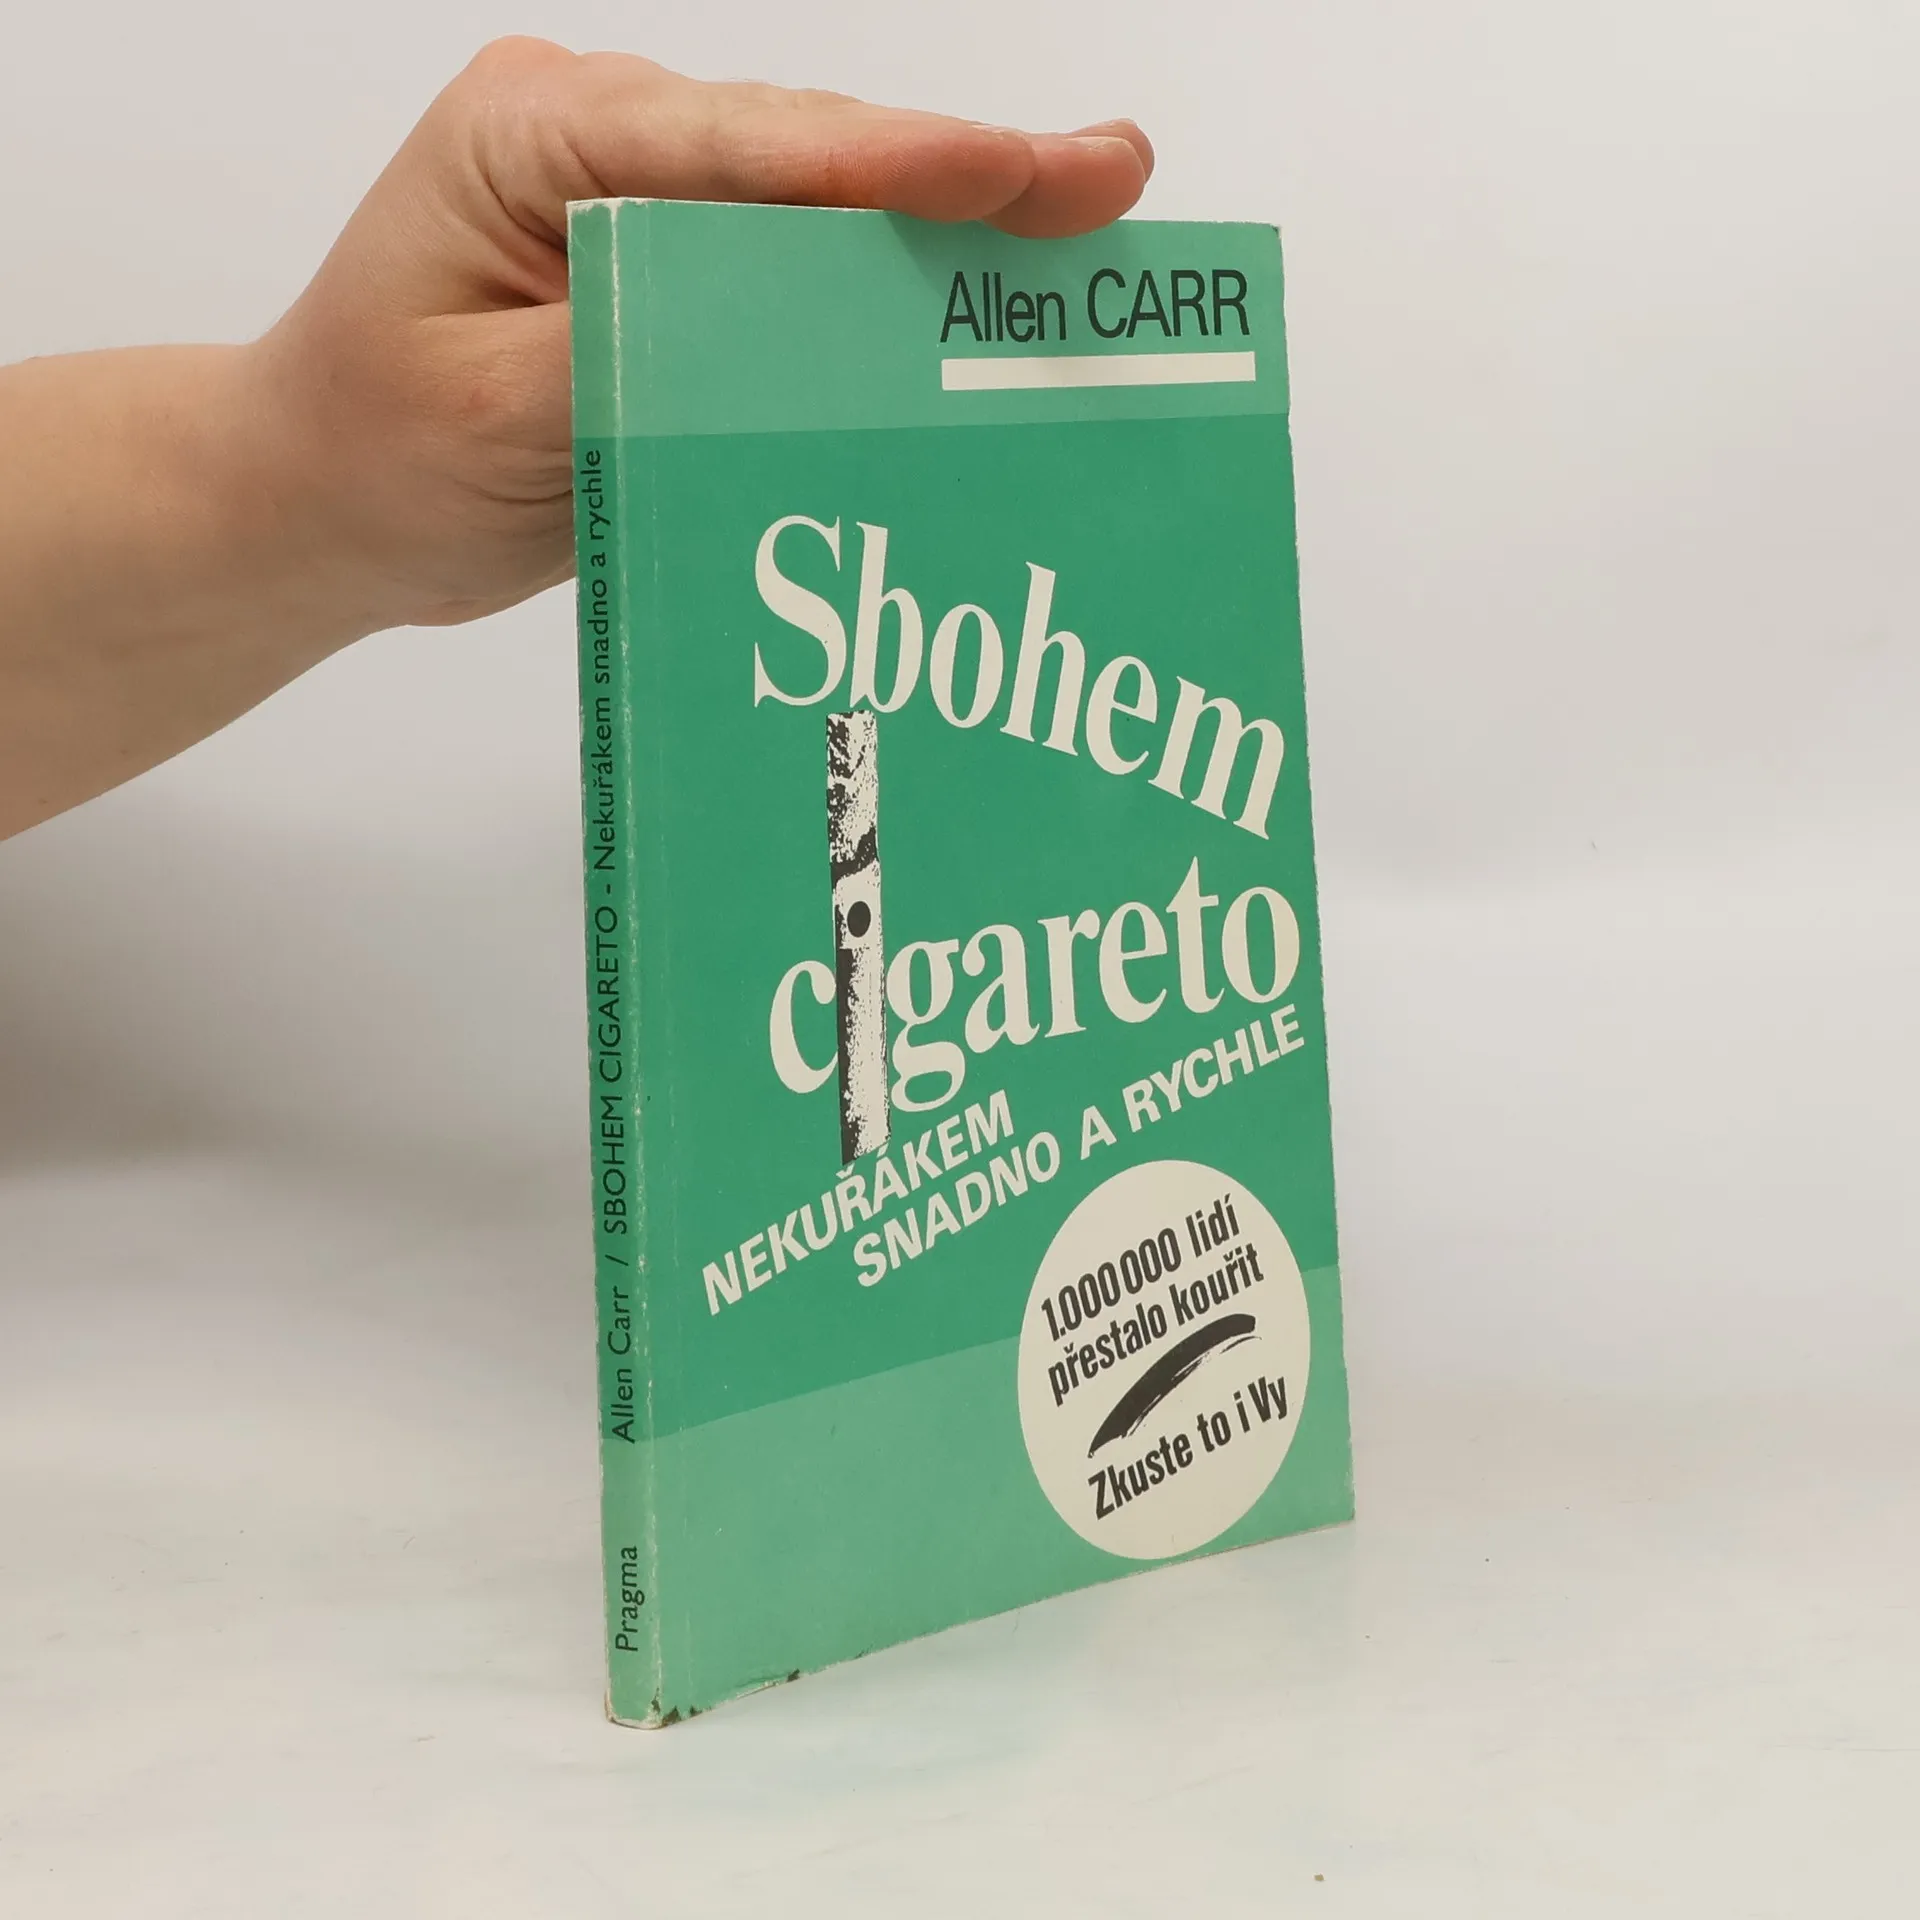 Allen CARR
Sbohem
cigareto
NEKUŘÁKEM
SNADNO A RYCHLE
1.000 000 lidí
přestalo kouřit
Zkuste to i Vy
Allen Carr / SBOHEM CIGARETO - Nekuřákem snadno a rychle
Pragma